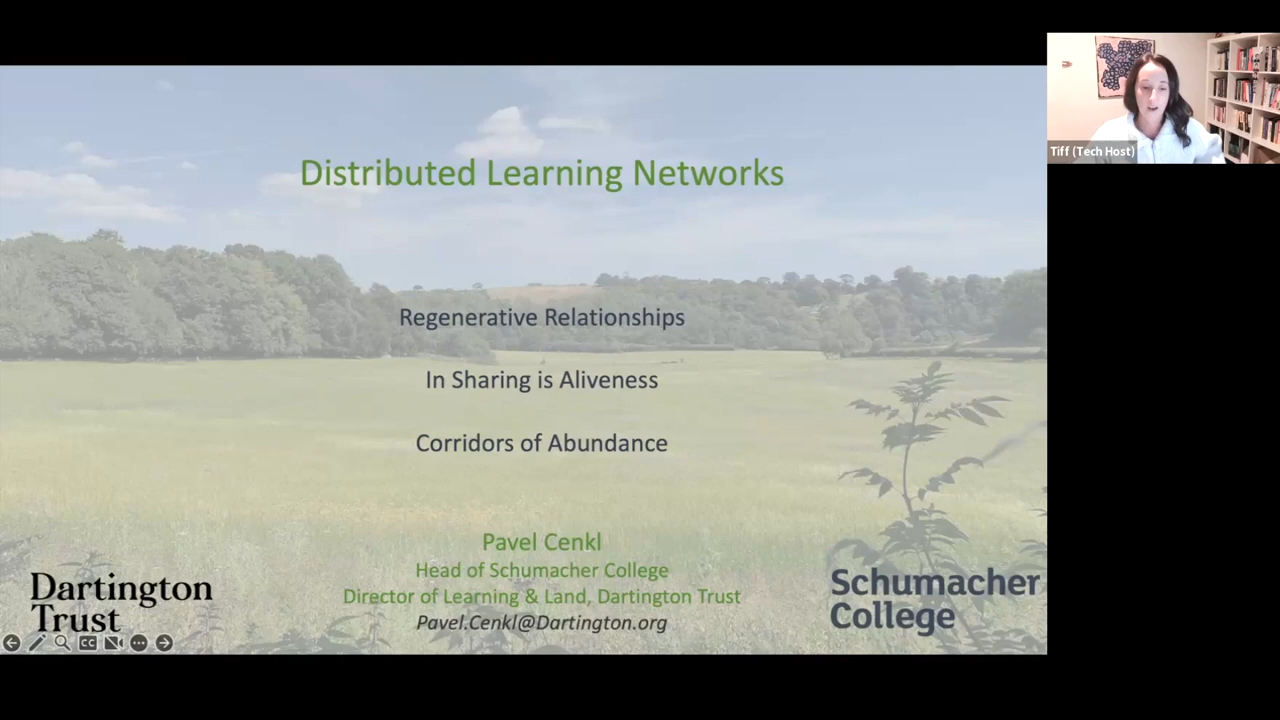 Distributed Learning Networks
Regenerative Relationships
In Sharing is Aliveness
Corridors of Abundance
Pavel Cenkl
Head of Schumacher College
Director of Learning & Land, Dartington Trust
Pavel.Cenkl@Dartington.org
Dartington
Trust
Schumacher
College
CC
Tiff (Tech Host)